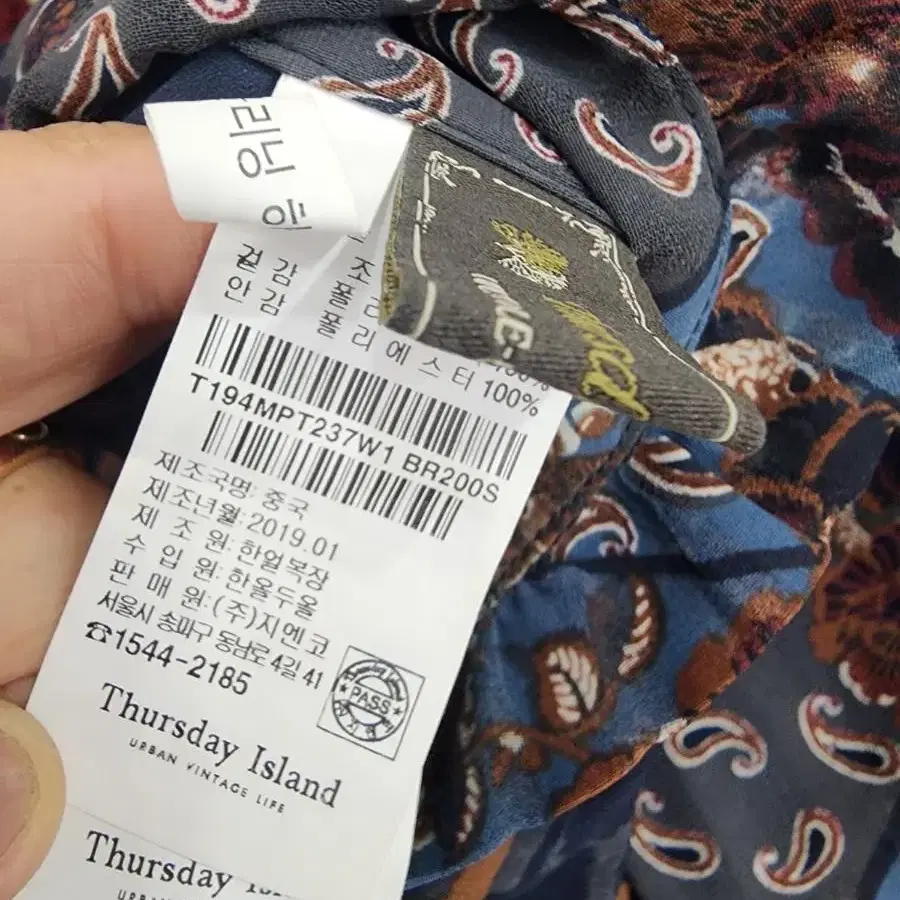 리닝
겉 감
안 감
폴리에스터 100%
T194MPT237W1 BR200S
제조국명: 중국
제조년월: 2019.01
제 조 원: 한얼복장
수 입 원: 한올두올
판 매 원: (주)지엔코
서울시 송파구 동남로 4길 41
☎1544-2185
PASS
Thursday Island
URBAN VINTAGE LIFE
Thursday